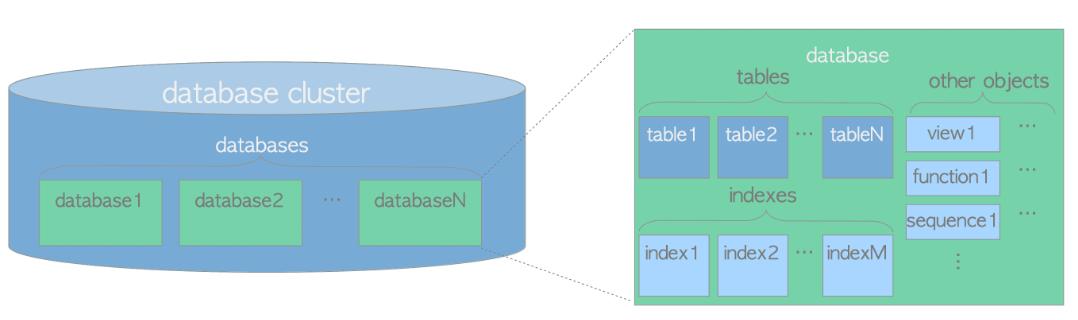 database cluster
databases
database1 database2 ... databaseN
database
tables
other objects
table1 table2 ... tableN
view1 ...
function1 ...
indexes
sequence1 ...
index1 index2 ... indexM
⋮